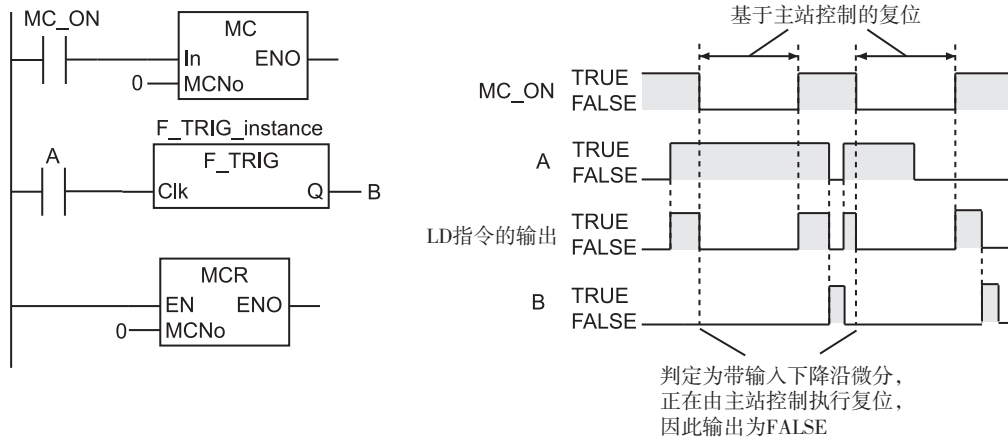 MC_ON
MC
In ENO
0 MCNo
F_TRIG_instance
A
F_TRIG
Clk Q B
MCR
EN ENO
0 MCNo
基于主站控制的复位
MC_ON TRUE
FALSE
A TRUE
FALSE
LD指令的输出 TRUE
FALSE
B TRUE
FALSE
判定为带输入下降沿微分，
正在由主站控制执行复位，
因此输出为FALSE